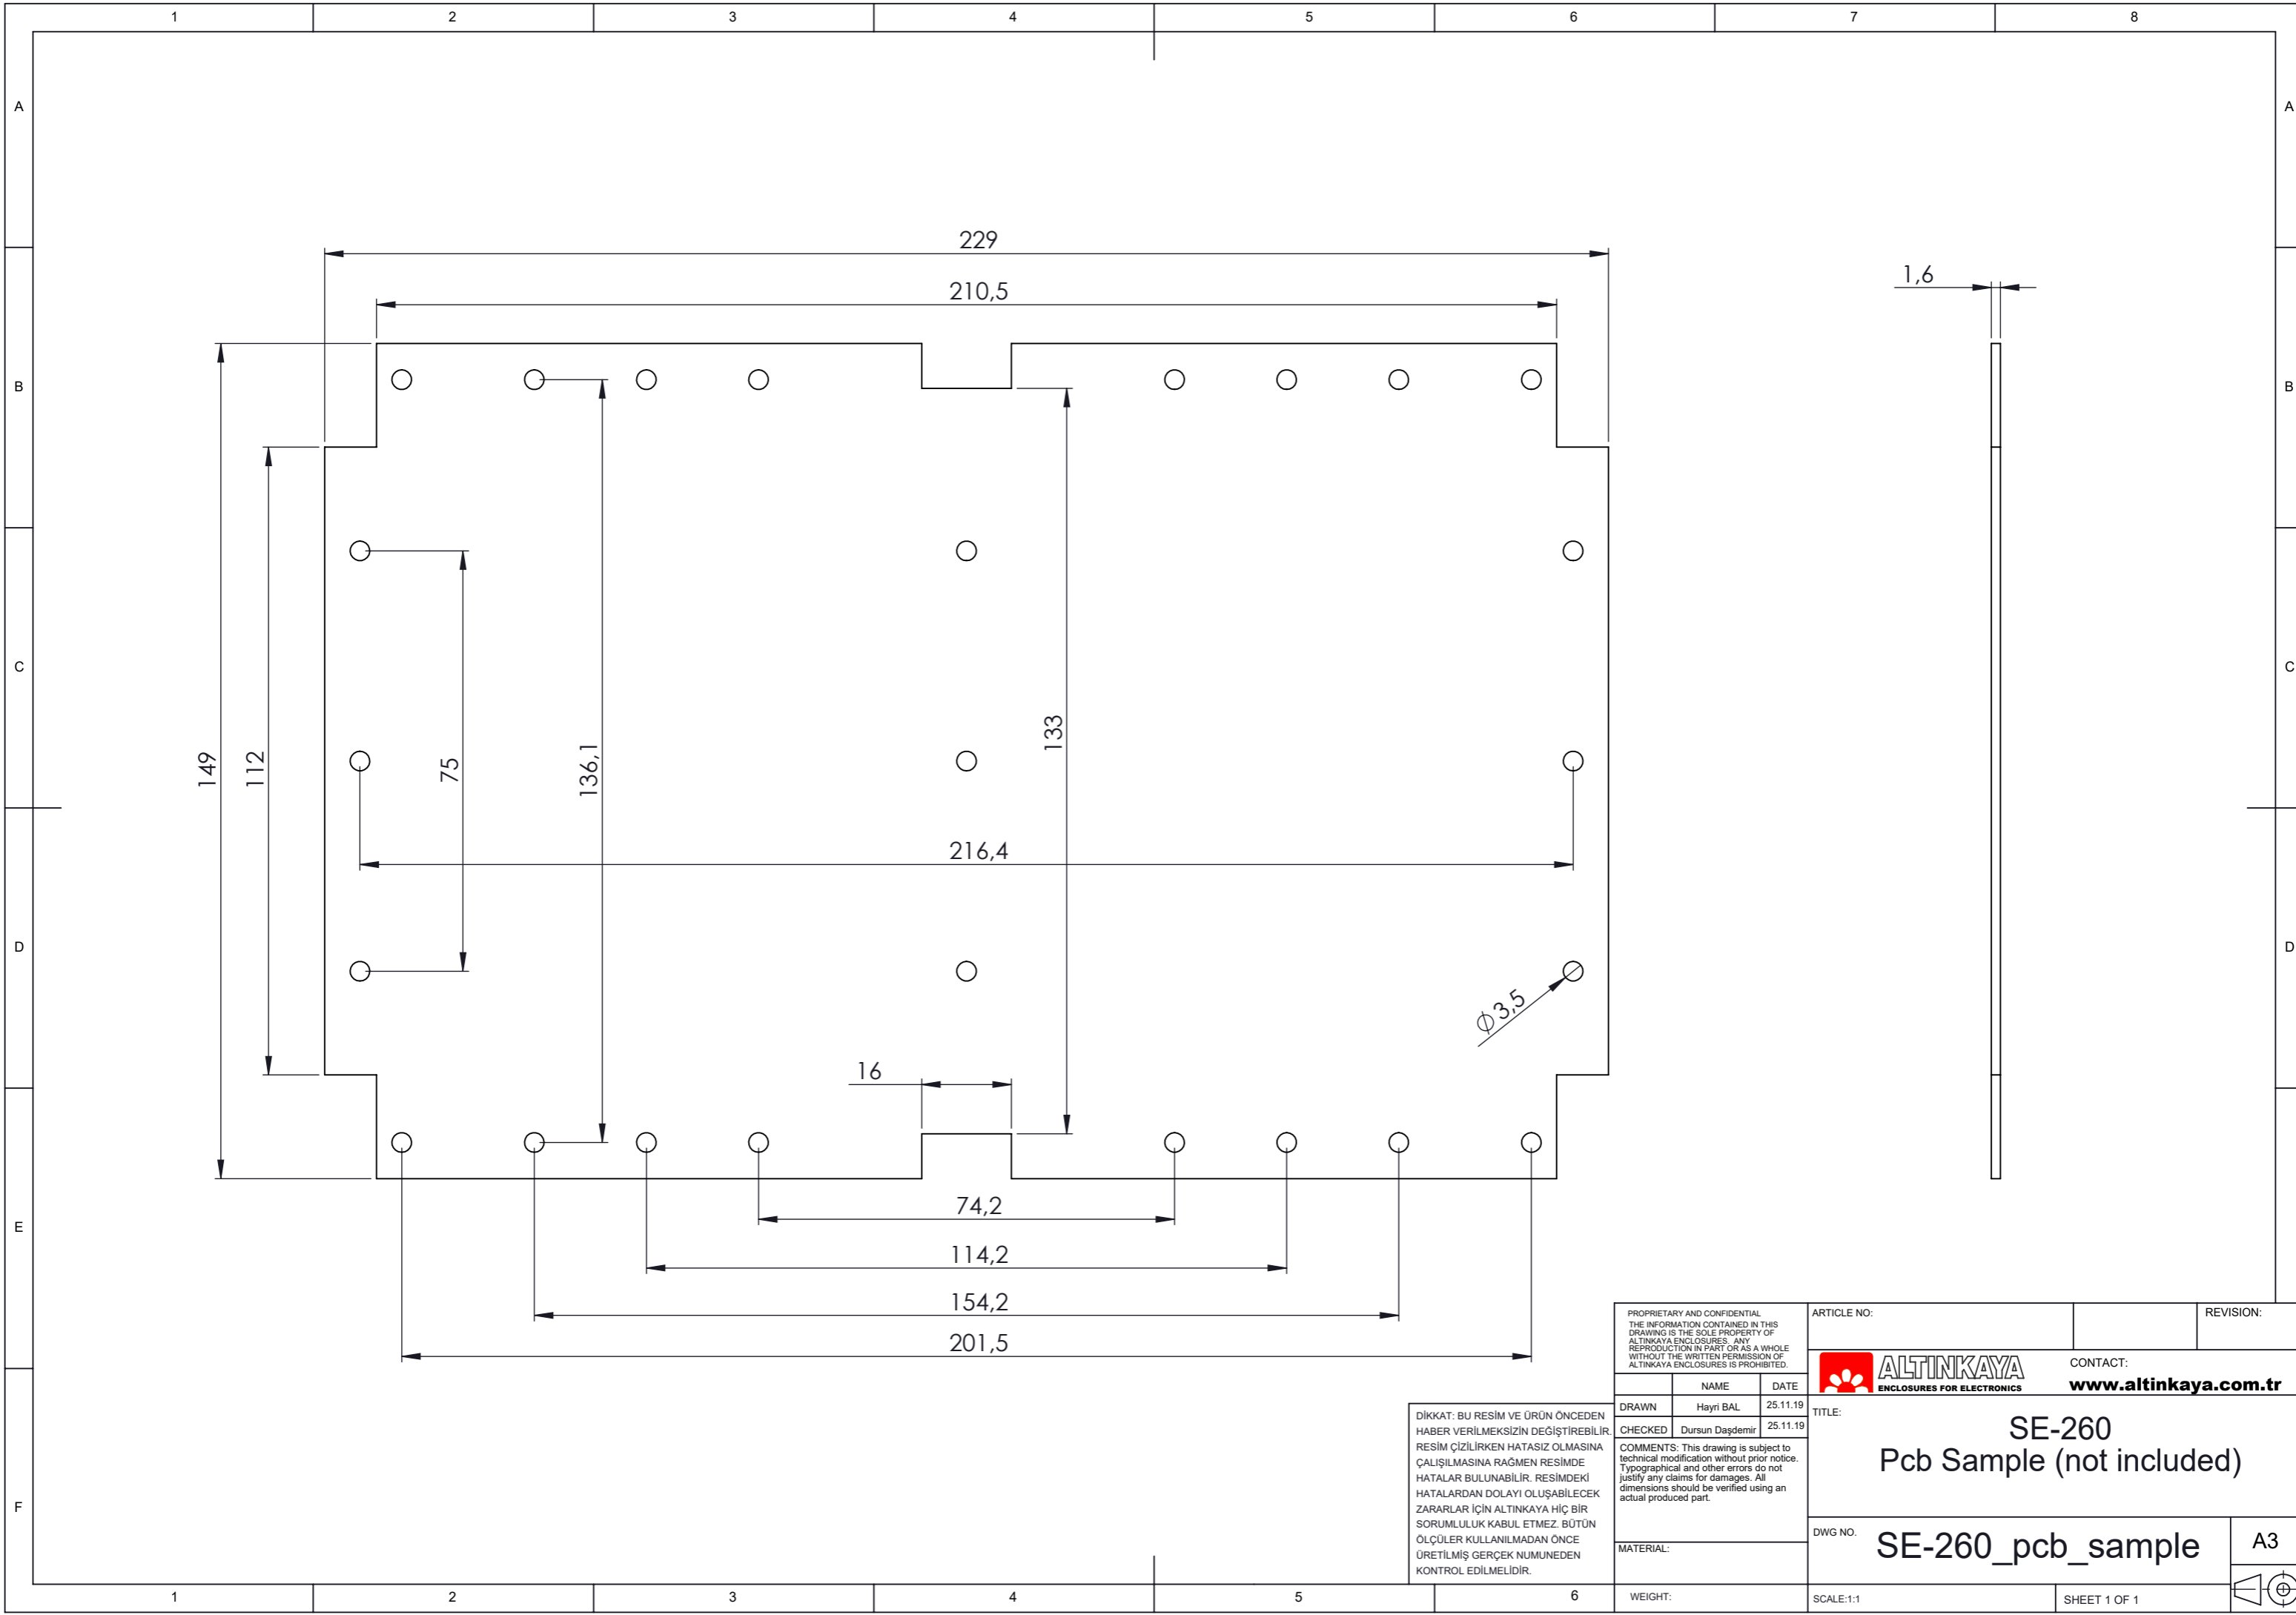 1 2 3 4 5 6 7 8
A A
B B
C C
D D
E
F
229
210,5
1,6
149
112
75
136,1
133
216,4
Ø3,5
16
74,2
114,2
154,2
201,5
DİKKAT: BU RESİM VE ÜRÜN ÖNCEDEN
HABER VERİLMEKSİZİN DEĞİŞTİREBİLİR.
RESİM ÇİZİLİRKEN HATASIZ OLMASINA
ÇALIŞILMASINA RAĞMEN RESİMDE
HATALAR BULUNABİLİR. RESİMDEKİ
HATALARDAN DOLAYI OLUŞABİLECEK
ZARARLAR İÇİN ALTINKAYA HİÇ BİR
SORUMLULUK KABUL ETMEZ. BÜTÜN
ÖLÇÜLER KULLANILMADAN ÖNCE
ÜRETİLMİŞ GERÇEK NUMUNEDEN
KONTROL EDİLMELİDİR.
PROPRIETARY AND CONFIDENTIAL
THE INFORMATION CONTAINED IN THIS
DRAWING IS THE SOLE PROPERTY OF
ALTINKAYA ENCLOSURES. ANY
REPRODUCTION IN PART OR AS A WHOLE
WITHOUT THE WRITTEN PERMISSION OF
ALTINKAYA ENCLOSURES IS PROHIBITED.
NAME DATE
DRAWN Hayri BAL 25.11.19
CHECKED Dursun Daşdemir 25.11.19
COMMENTS: This drawing is subject to
technical modification without prior notice.
Typographical and other errors do not
justify any claims for damages. All
dimensions should be verified using an
actual produced part.
MATERIAL:
WEIGHT:
ARTICLE NO:
REVISION:
ALTINKAYA
ENCLOSURES FOR ELECTRONICS
CONTACT:
www.altinkaya.com.tr
TITLE:
SE-260
Pcb Sample (not included)
DWG NO.
SE-260_pcb_sample
A3
SCALE:1:1
SHEET 1 OF 1
1 2 3 4 5 6